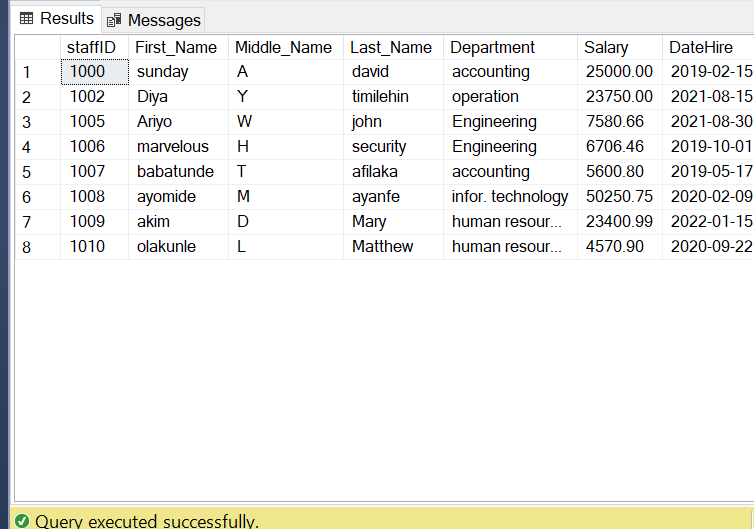 Results Messages
staffID First_Name Middle_Name Last_Name Department Salary DateHire
1 1000 sunday A david accounting 25000.00 2019-02-15
2 1002 Diya Y timilehin operation 23750.00 2021-08-15
3 1005 Ariyo W john Engineering 7580.66 2021-08-30
4 1006 marvelous H security Engineering 6706.46 2019-10-01
5 1007 babatunde T afilaka accounting 5600.80 2019-05-17
6 1008 ayomide M ayanfe infor. technology 50250.75 2020-02-09
7 1009 akim D Mary human resour... 23400.99 2022-01-15
8 1010 olakunle L Matthew human resour... 4570.90 2020-09-22
Query executed successfully.